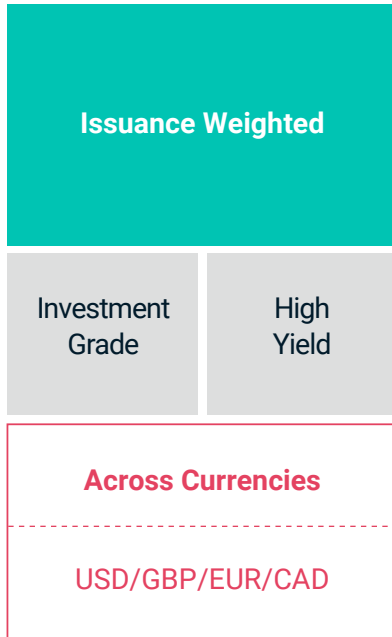 Issuance Weighted
Investment
Grade
High
Yield
Across Currencies
USD/GBP/EUR/CAD